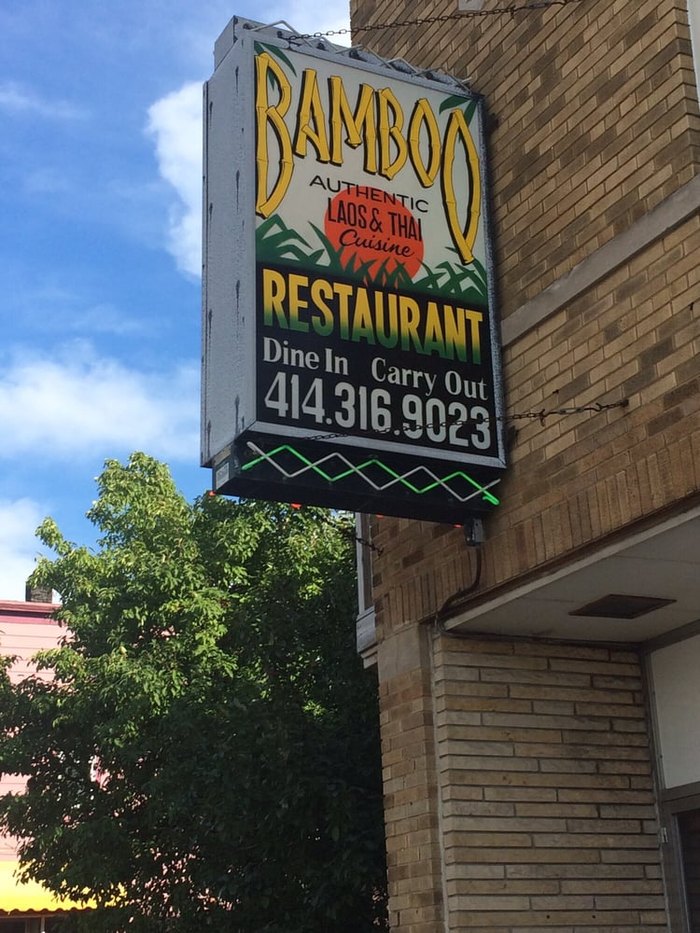 BAMBOO
AUTHENTIC
LAOS & THAI
Cuisine
RESTAURANT
Dine In Carry Out
414.316.9023